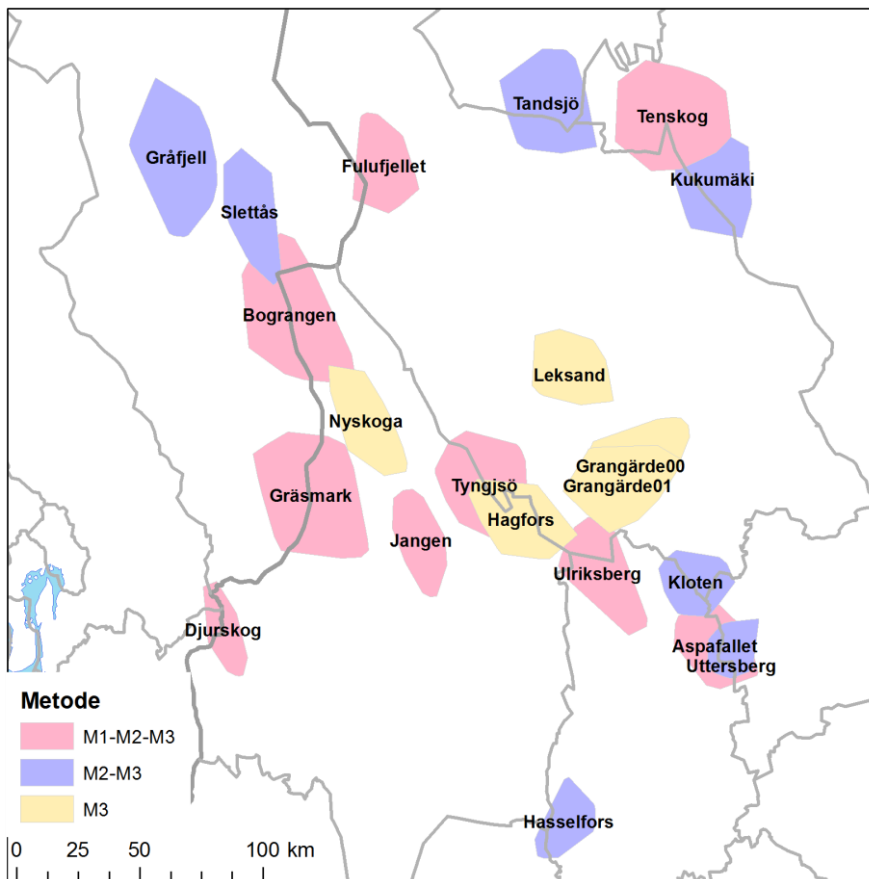 Tandsjö
Tenskog
Gråfjell
Fulufjellet
Kukumäki
Slettås
Bograngen
Leksand
Nyskoga
Grangärde00
Grangärde01
Tyngjsö
Gräsmark
Hagfors
Jangen
Ulriksberg
Kloten
Djurskog
Aspafallet
Uttersberg
Hasselfors
Metode
M1-M2-M3
M2-M3
M3
0 25 50 100 km